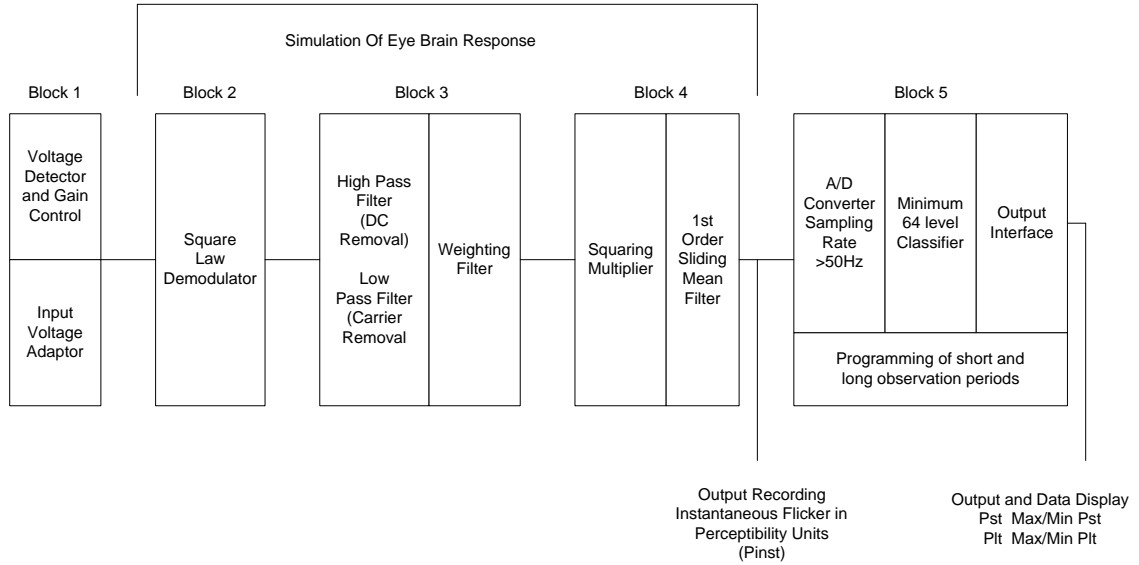 Simulation Of Eye Brain Response
Block 1
Block 2
Block 3
Block 4
Block 5
Voltage
Detector
and Gain
Control
Input
Voltage
Adaptor
Square
Law
Demodulator
High Pass
Filter
(DC
Removal)
Low
Pass Filter
(Carrier
Removal
Weighting
Filter
Squaring
Multiplier
1st
Order
Sliding
Mean
Filter
A/D
Converter
Sampling
Rate
>50Hz
Minimum
64 level
Classifier
Output
Interface
Programming of short and
long observation periods
Output Recording
Instantaneous Flicker in
Perceptibility Units
(Pinst)
Output and Data Display
Pst Max/Min Pst
Plt Max/Min Plt